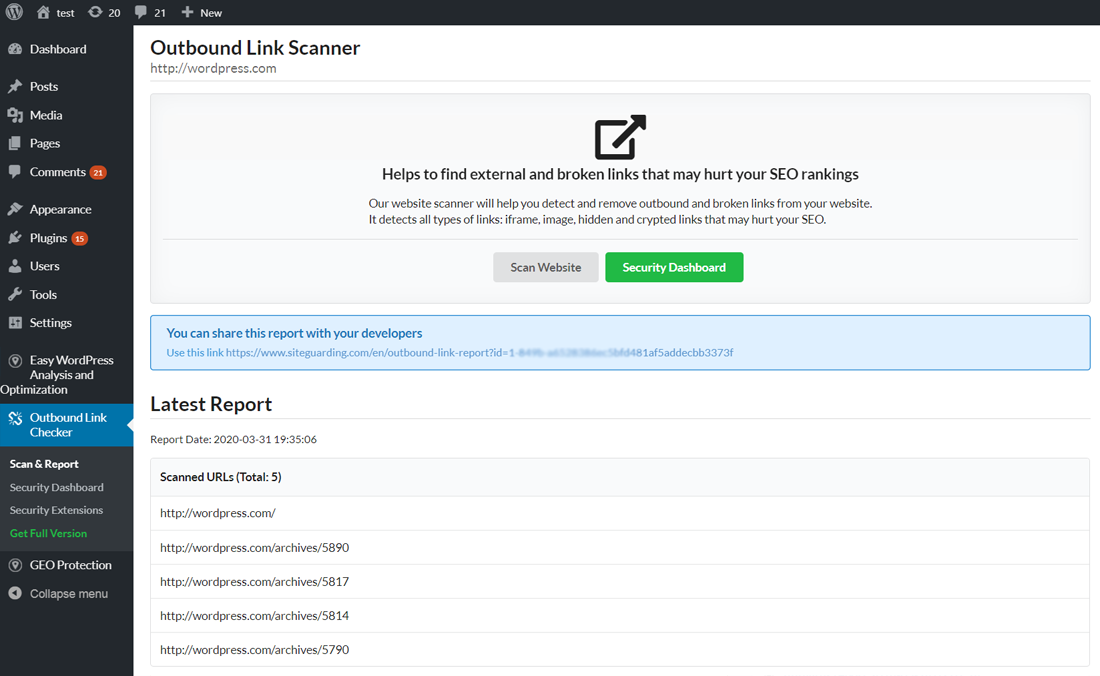 test 20 21 New
Dashboard
Posts
Media
Pages
Comments 21
Appearance
Plugins 15
Users
Tools
Settings
Easy WordPress
Analysis and
Optimization
Outbound Link
Checker
Scan & Report
Security Dashboard
Security Extensions
Get Full Version
GEO Protection
Collapse menu
Outbound Link Scanner
http://wordpress.com
Helps to find external and broken links that may hurt your SEO rankings
Our website scanner will help you detect and remove outbound and broken links from your website.
It detects all types of links: iframe, image, hidden and crypted links that may hurt your SEO.
Scan Website Security Dashboard
You can share this report with your developers
Use this link https://www.siteguarding.com/en/outbound-link-report?id=1
Latest Report
Report Date: 2020-03-31 19:35:06
Scanned URLs (Total: 5)
http://wordpress.com/
http://wordpress.com/archives/5890
http://wordpress.com/archives/5817
http://wordpress.com/archives/5814
http://wordpress.com/archives/5790